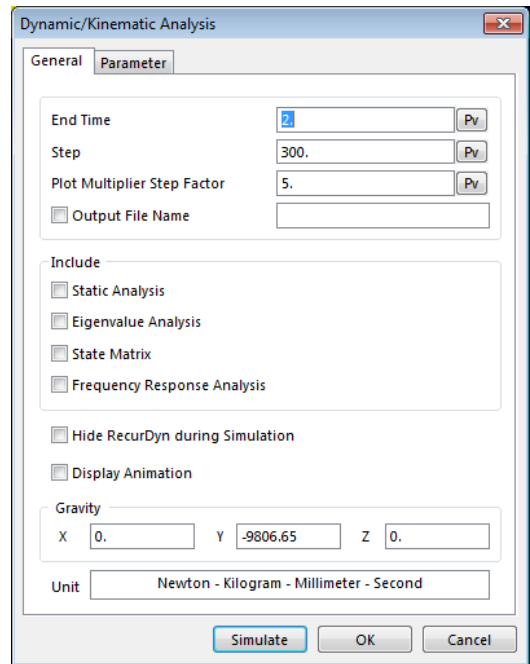 Dynamic/Kinematic Analysis
General Parameter
End Time 2. Pv
Step 300. Pv
Plot Multiplier Step Factor 5. Pv
Output File Name
Include
Static Analysis
Eigenvalue Analysis
State Matrix
Frequency Response Analysis
Hide RecurDyn during Simulation
Display Animation
Gravity
X 0. Y -9806.65 Z 0.
Unit Newton - Kilogram - Millimeter - Second
Simulate OK Cancel